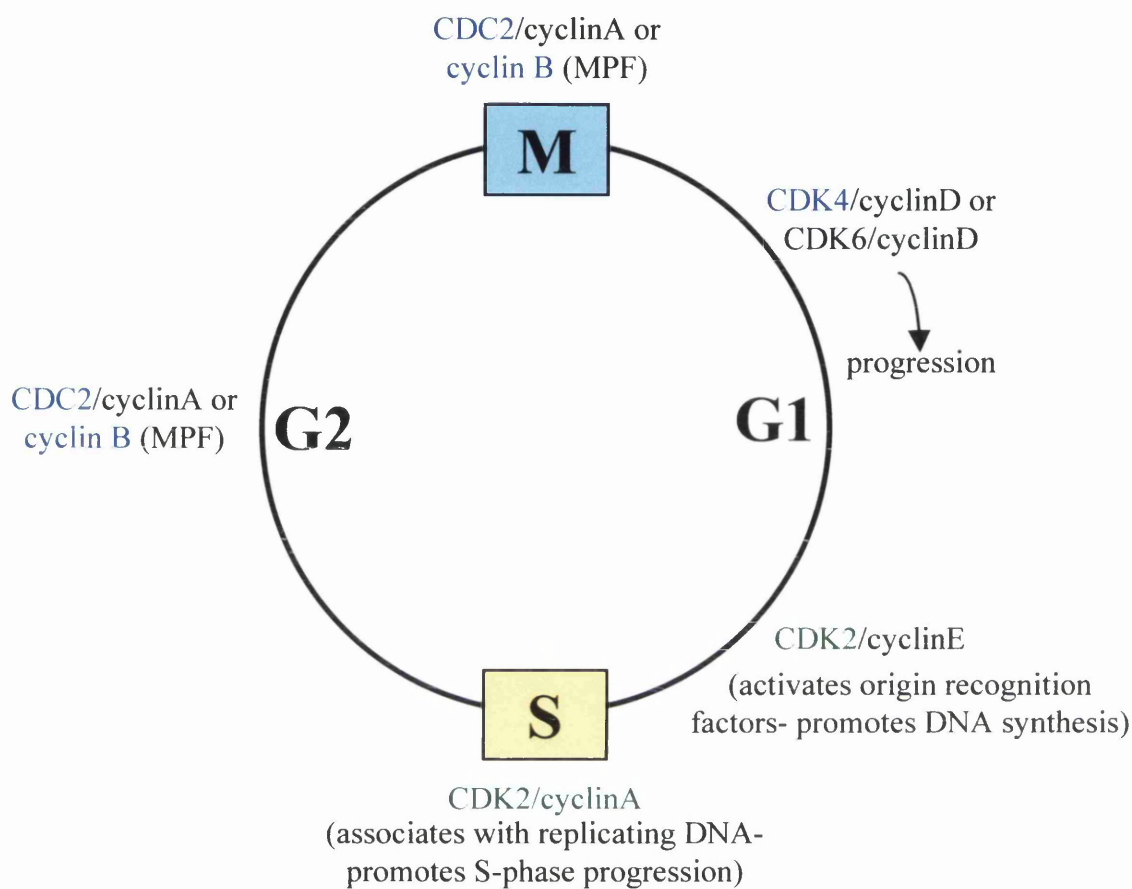 CDC2/cyclinA or
cyclin B (MPF)
M
CDK4/cyclinD or
CDK6/cyclinD
progression
CDC2/cyclinA or
cyclin B (MPF)
G2
G1
CDK2/cyclinE
(activates origin recognition
factors- promotes DNA synthesis)
S
CDK2/cyclinA
(associates with replicating DNA-
promotes S-phase progression)